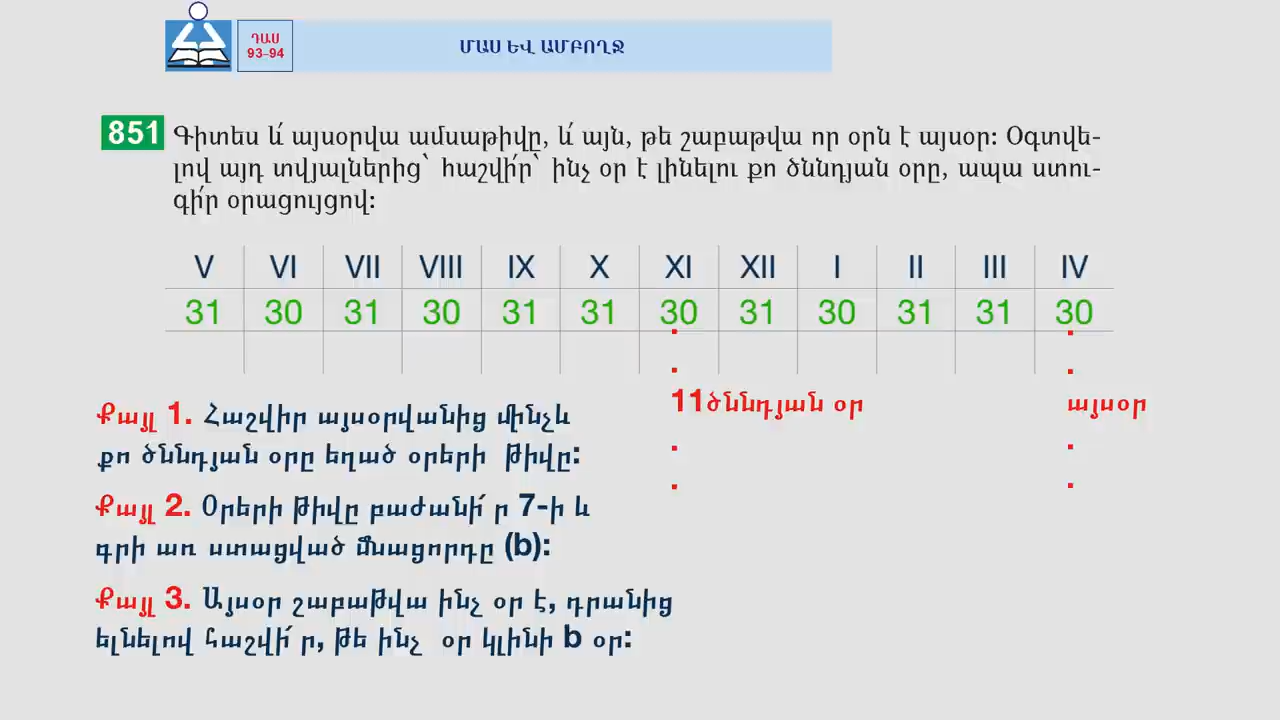 ԴԱՍ
93–94
ՄԱՍ ԵՎ ԱՄԲՈՂՋ
851 Գիտես և՛ այսօրվա ամսաթիվը, և՛ այն, թե շաբաթվա որ օրն է այսօր: Օգտվե-
լով այդ տվյալներից՝ հաշվի՛ր՝ ինչ օր է լինելու քո ծննդյան օրը, ապա ստու-
գի՛ր օրացույցով:
V VI VII VIII IX X XI XII I II III IV
31 30 31 30 31 31 30 31 30 31 31 30
11ծննդյան օր այսօր
Քայլ 1. Հաշվիր այսօրվանից մինչև
քո ծննդյան օրը եղած օրերի թիվը:
Քայլ 2. Օրերի թիվը բաժանի՛ ր 7-ի և
գրի առ ստացված մնացորդը (b):
Քայլ 3. Այսօր շաբաթվա ինչ օր է, դրանից
ելնելով հաշվի՛ ր, թե ինչ օր կլինի b օր: